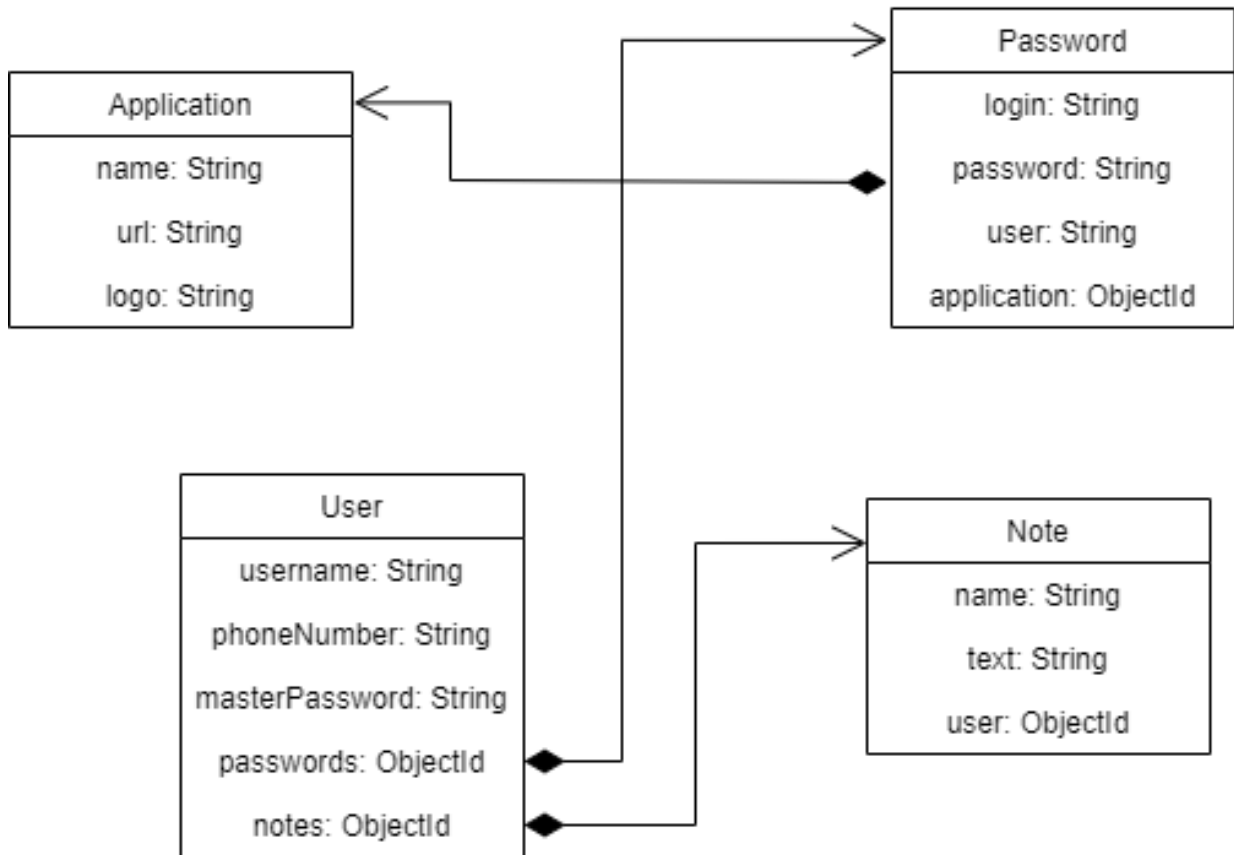 Application
name: String
url: String
logo: String
Password
login: String
password: String
user: String
application: ObjectId
User
username: String
phoneNumber: String
masterPassword: String
passwords: ObjectId
notes: ObjectId
Note
name: String
text: String
user: ObjectId